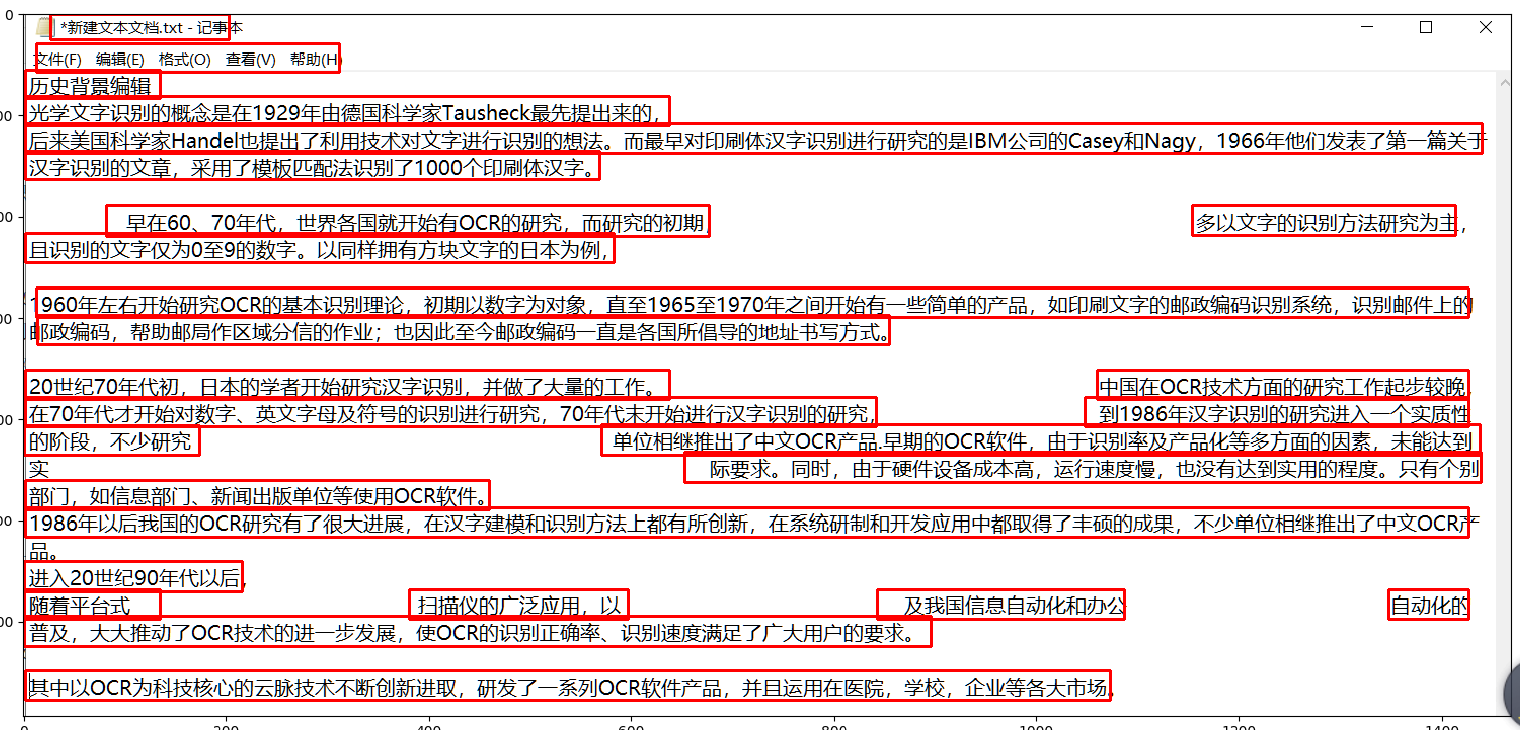 0
*新建文本文档.txt - 记事本
文件(F) 编辑(E) 格式(O) 查看(V) 帮助(H)
历史背景编辑
光学文字识别的概念是在1929年由德国科学家Tausheck最先提出来的，
后来美国科学家Handel也提出了利用技术对文字进行识别的想法。而最早对印刷体汉字识别进行研究的是IBM公司的Casey和Nagy，1966年他们发表了第一篇关于
汉字识别的文章，采用了模板匹配法识别了1000个印刷体汉字。
早在60、70年代，世界各国就开始有OCR的研究，而研究的初期， 多以文字的识别方法研究为主，
且识别的文字仅为0至9的数字。以同样拥有方块文字的日本为例，
1960年左右开始研究OCR的基本识别理论，初期以数字为对象，直至1965至1970年之间开始有一些简单的产品，如印刷文字的邮政编码识别系统，识别邮件上的
邮政编码，帮助邮局作区域分信的作业；也因此至今邮政编码一直是各国所倡导的地址书写方式。
20世纪70年代初，日本的学者开始研究汉字识别，并做了大量的工作。 中国在OCR技术方面的研究工作起步较晚，
在70年代才开始对数字、英文字母及符号的识别进行研究，70年代末开始进行汉字识别的研究， 到1986年汉字识别的研究进入一个实质性
的阶段，不少研究 单位相继推出了中文OCR产品.早期的OCR软件，由于识别率及产品化等多方面的因素，未能达到
实 际要求。同时，由于硬件设备成本高，运行速度慢，也没有达到实用的程度。只有个别
部门，如信息部门、新闻出版单位等使用OCR软件。
1986年以后我国的OCR研究有了很大进展，在汉字建模和识别方法上都有所创新，在系统研制和开发应用中都取得了丰硕的成果，不少单位相继推出了中文OCR产
品。
进入20世纪90年代以后，
随着平台式 扫描仪的广泛应用，以 及我国信息自动化和办公 自动化的
普及，大大推动了OCR技术的进一步发展，使OCR的识别正确率、识别速度满足了广大用户的要求。
其中以OCR为科技核心的云脉技术不断创新进取，研发了一系列OCR软件产品，并且运用在医院，学校，企业等各大市场。
0 200 400 600 800 1000 1200 1400